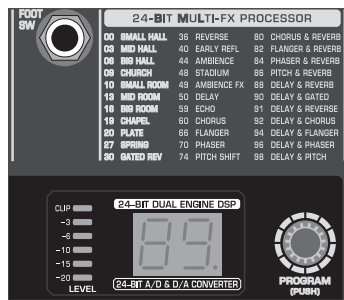 FOOT
SW
24-BIT MULTI-FX PROCESSOR
00 SMALL HALL 36 REVERSE 80 CHORUS & REVERB
03 MID HALL 40 EARLY REFL 82 FLANGER & REVERB
06 BIG HALL 44 AMBIENCE 84 PHASER & REVERB
09 CHURCH 48 STADIUM 86 PITCH & REVERB
10 SMALL ROOM 49 AMBIENCE FX 88 DELAY & REVERB
13 MID ROOM 50 DELAY 90 DELAY & GATED
16 BIG ROOM 59 ECHO 91 DELAY & REVERSE
19 CHAPEL 60 CHORUS 92 DELAY & CHORUS
20 PLATE 66 FLANGER 94 DELAY & FLANGER
27 SPRING 70 PHASER 96 DELAY & PHASER
30 GATED REV 74 PITCH SHIFT 98 DELAY & PITCH
CLIP
-3
-6
-10
-15
-20
LEVEL
24-BIT DUAL ENGINE DSP
89.
24-BIT A/D & D/A CONVERTER
PROGRAM
(PUSH)